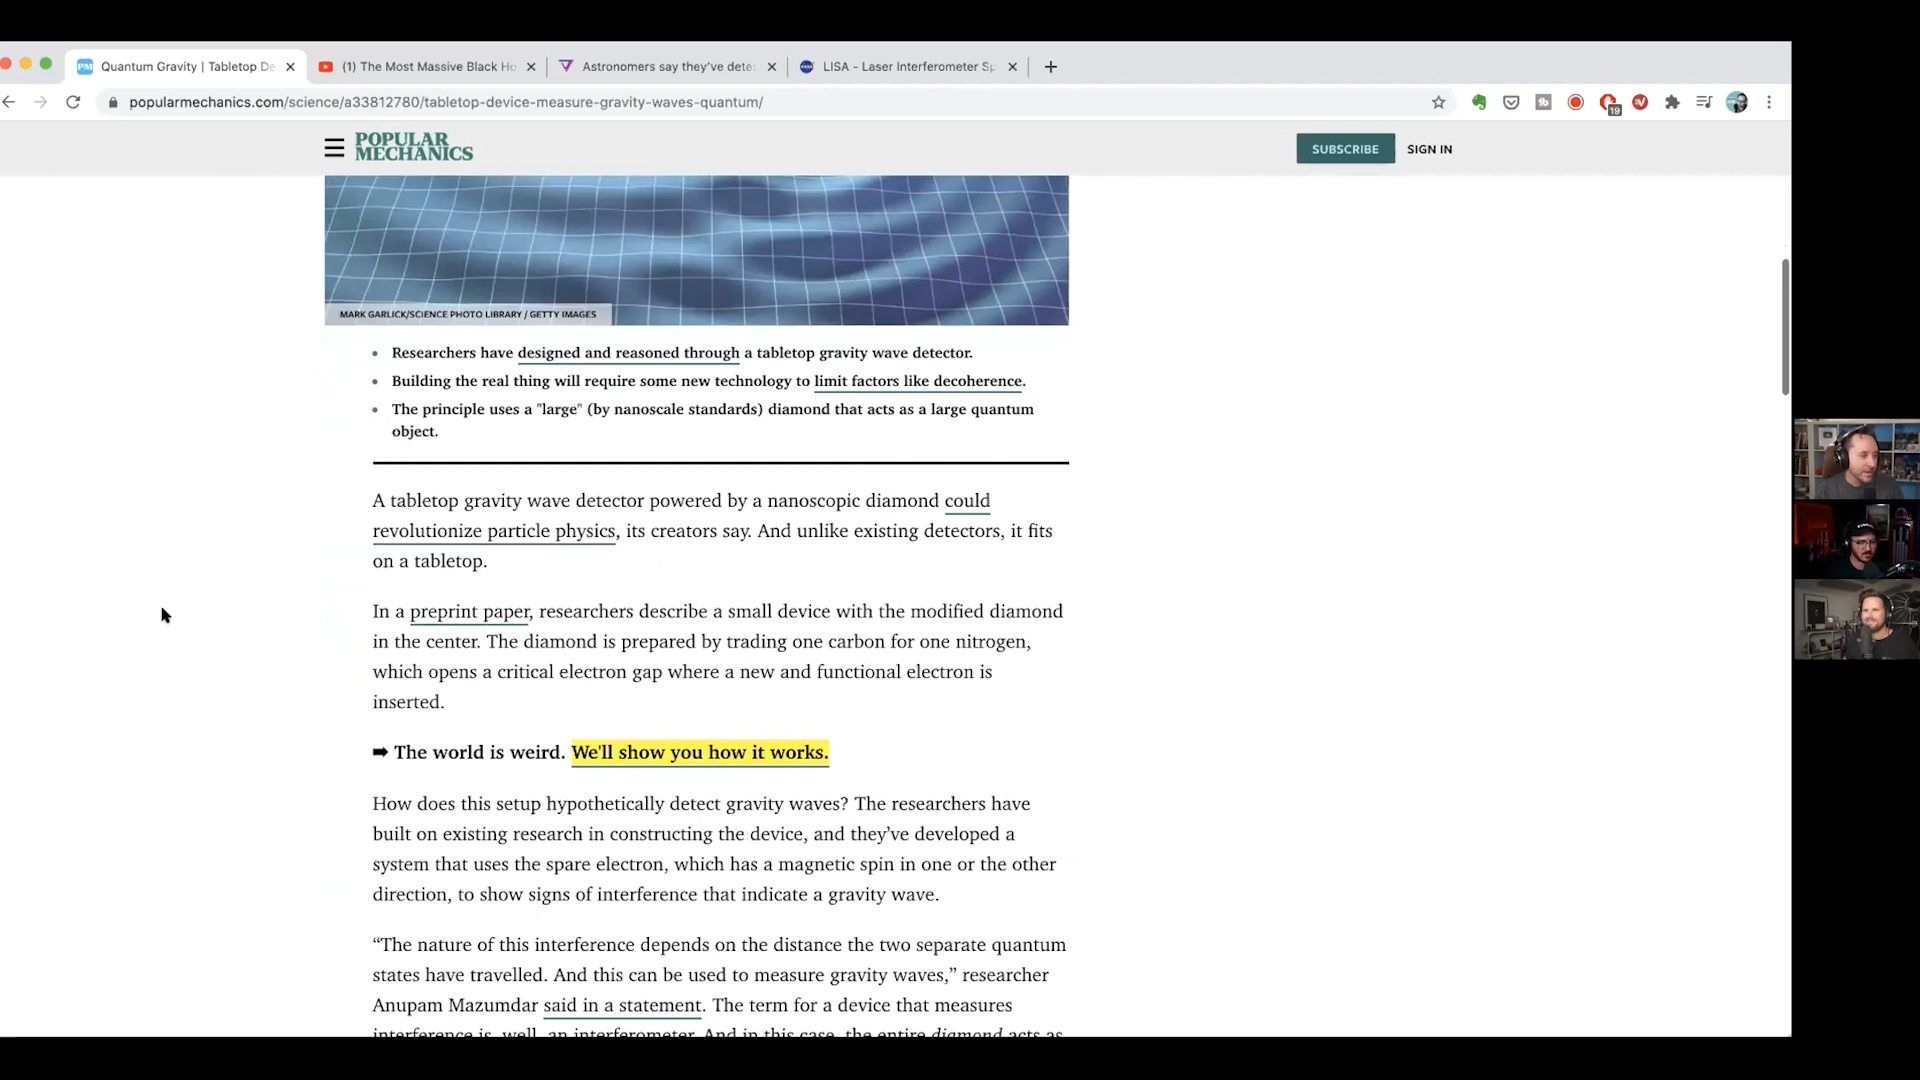 Quantum Gravity | Tabletop De
(1) The Most Massive Black Ho
Astronomers say they've dete
LISA - Laser Interferometer Sp
popularmechanics.com/science/a33812780/tabletop-device-measure-gravity-waves-quantum/
19
POPULAR
MECHANICS
SUBSCRIBE
SIGN IN
MARK GARLICK/SCIENCE PHOTO LIBRARY / GETTY IMAGES
• Researchers have designed and reasoned through a tabletop gravity wave detector.
• Building the real thing will require some new technology to limit factors like decoherence.
• The principle uses a "large" (by nanoscale standards) diamond that acts as a large quantum
object.
A tabletop gravity wave detector powered by a nanoscopic diamond could
revolutionize particle physics, its creators say. And unlike existing detectors, it fits
on a tabletop.
In a preprint paper, researchers describe a small device with the modified diamond
in the center. The diamond is prepared by trading one carbon for one nitrogen,
which opens a critical electron gap where a new and functional electron is
inserted.
➡ The world is weird. We'll show you how it works.
How does this setup hypothetically detect gravity waves? The researchers have
built on existing research in constructing the device, and they’ve developed a
system that uses the spare electron, which has a magnetic spin in one or the other
direction, to show signs of interference that indicate a gravity wave.
“The nature of this interference depends on the distance the two separate quantum
states have travelled. And this can be used to measure gravity waves,” researcher
Anupam Mazumdar said in a statement. The term for a device that measures
interference is, well, an interferometer. And in this case, the entire diamond acts as